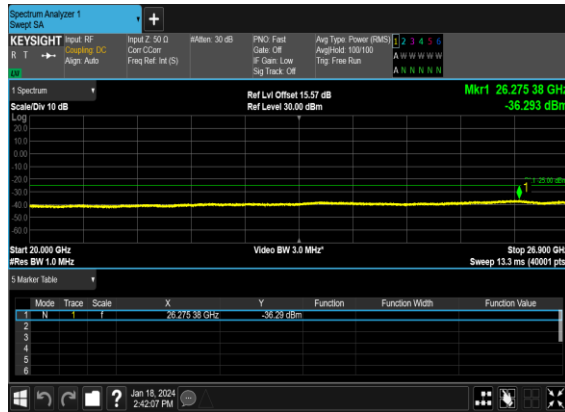 Spectrum Analyzer 1
Swept SA
+
KEYSIGHT Input: RF Input Z: 50 Ω #Atten: 30 dB PNO: Fast Avg Type: Power (RMS) 1 2 3 4 5 6
R T Coupling: DC Corr CCorr Gate: Off Avg|Hold: 100/100 A W W W W W
Align: Auto Freq Ref: Int (S) IF Gain: Low Trig: Free Run
Sig Track: Off A N N N N N
LXI
1 Spectrum Ref Lvl Offset 15.57 dB Mkr1 26.275 38 GHz
Scale/Div 10 dB Ref Level 30.00 dBm -36.293 dBm
Log
20.0
10.0
0.00
-10.0
-20.0
-25.00 dBm
-30.0 1
-40.0
-50.0
-60.0
Start 20.000 GHz Video BW 3.0 MHz* Stop 26.900 GHz
#Res BW 1.0 MHz Sweep 13.3 ms (40001 pts)
5 Marker Table
Mode Trace Scale X Y Function Function Width Function Value
1 N 1 f 26.275 38 GHz -36.29 dBm
2
3
4
5
6
? Jan 18, 2024
2:42:07 PM